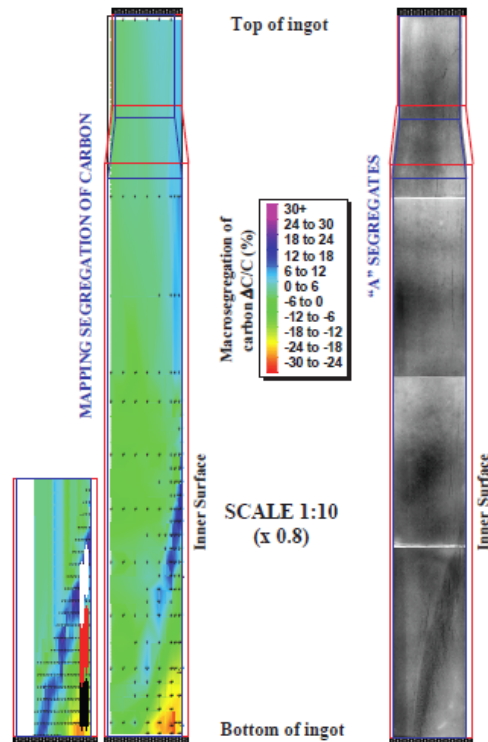 Top of ingot
MAPPING SEGREGATION OF CARBON
Macrosegregation of
carbon ΔC/C (%)
30+
24 to 30
18 to 24
12 to 18
6 to 12
0 to 6
-6 to 0
-12 to -6
-18 to -12
-24 to -18
-30 to -24
"A" SEGREGATES
Inner Surface
SCALE 1:10
(x 0.8)
Inner Surface
Bottom of ingot